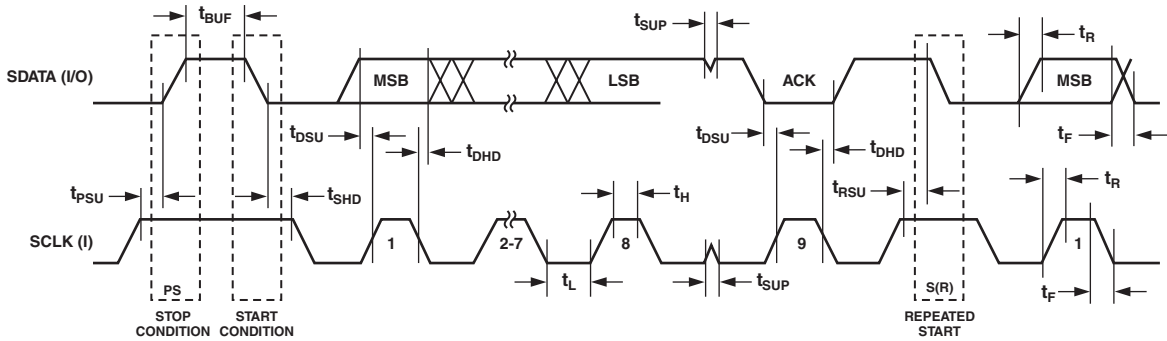 tBUF
tSUP
tR
SDATA (I/O)
MSB
LSB
ACK
MSB
tDSU
tDHD
tDSU
tDHD
tF
tPSU
tSHD
tH
tRSU
tR
SCLK (I)
1
2-7
8
9
1
PS
tL
tSUP
S(R)
tF
STOP
CONDITION
START
CONDITION
REPEATED
START